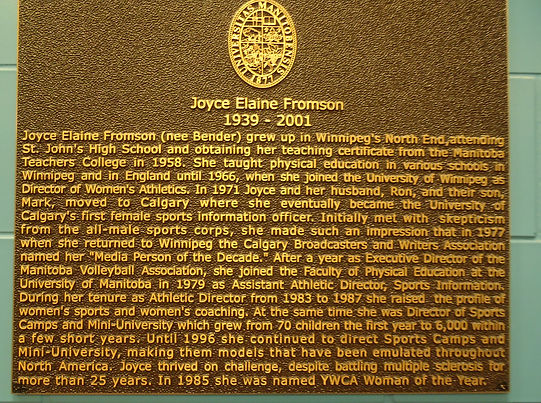 UNIVERSITAS MANITOBENSIS
1877
Joyce Elaine Fromson
1939 - 2001
Joyce Elaine Fromson (nee Bender) grew up in Winnipeg's North End, attending
St. John's High School and obtaining her teaching certificate from the Manitoba
Teachers College in 1958. She taught physical education in various schools in
Winnipeg and in England until 1966, when she joined the University of Winnipeg as
Director of Women's Athletics. In 1971 Joyce and her husband, Ron, and their son,
Mark, moved to Calgary where she eventually became the University of
Calgary's first female sports information officer. Initially met with skepticism
from the all-male sports corps, she made such an impression that in 1977
when she returned to Winnipeg the Calgary Broadcasters and Writers Association
named her "Media Person of the Decade." After a year as Executive Director of the
Manitoba Volleyball Association, she joined the Faculty of Physical Education at the
University of Manitoba in 1979 as Assistant Athletic Director, Sports Information.
During her tenure as Athletic Director from 1983 to 1987 she raised the profile of
women's sports and women's coaching. At the same time she was Director of Sports
Camps and Mini-University which grew from 70 children the first year to 6,000 within
a few short years. Until 1996 she continued to direct Sports Camps and
Mini-University, making them models that have been emulated throughout
North America. Joyce thrived on challenge, despite battling multiple sclerosis for
more than 25 years. In 1985 she was named YWCA Woman of the Year.